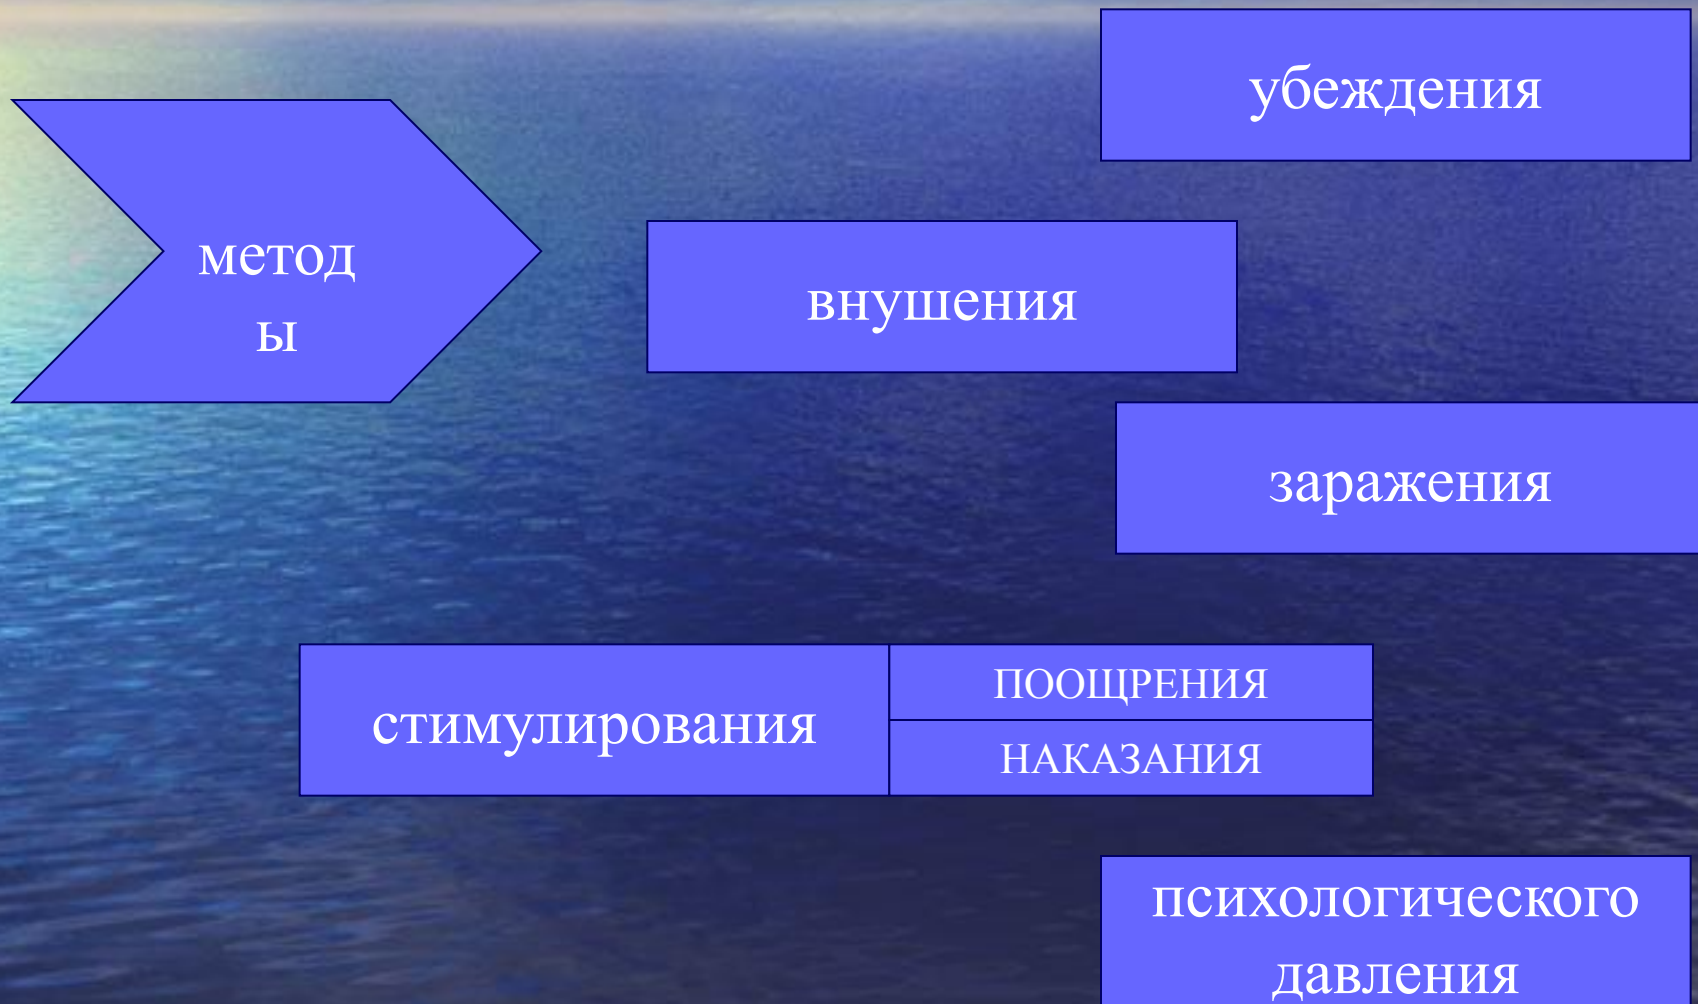 убеждения
метод
ы
внушения
заражения
стимулирования
ПООЩРЕНИЯ
НАКАЗАНИЯ
психологического
давления